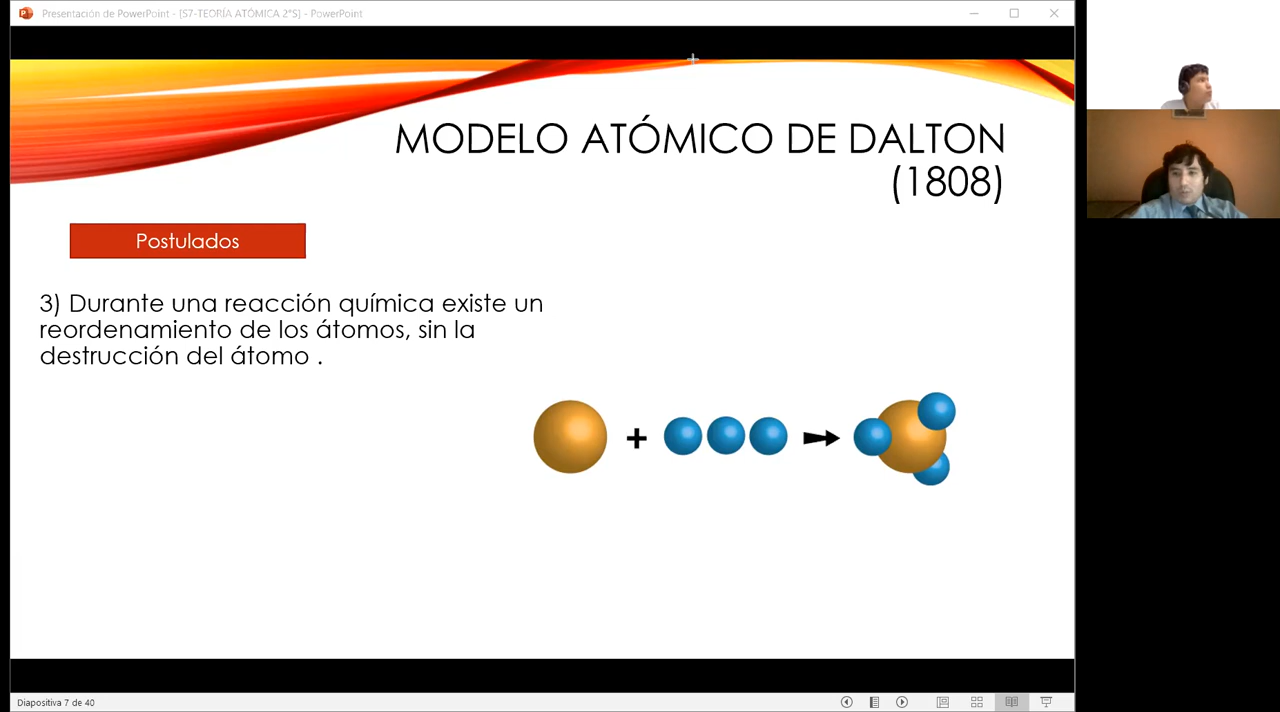 Presentación de PowerPoint - [S7-TEORÍA ATÓMICA 2°S] - PowerPoint
MODELO ATÓMICO DE DALTON
(1808)
Postulados
3) Durante una reacción química existe un
reordenamiento de los átomos, sin la
destrucción del átomo .
+
Diapositiva 7 de 40